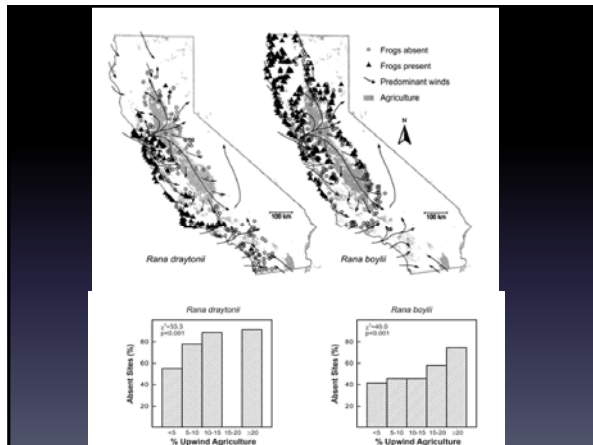 Frogs absent
Frogs present
Predominant winds
Agriculture
N
100 km
100 km
Rana draytonii
Rana boylii
Rana draytonii
χ²=33.3
p<0.001
Absent Sites (%)
80
60
40
20
<5 5-10 10-15 15-20 ≥20
% Upwind Agriculture
Rana boylii
χ²=40.0
p<0.001
Absent Sites (%)
80
60
40
20
<5 5-10 10-15 15-20 ≥20
% Upwind Agriculture